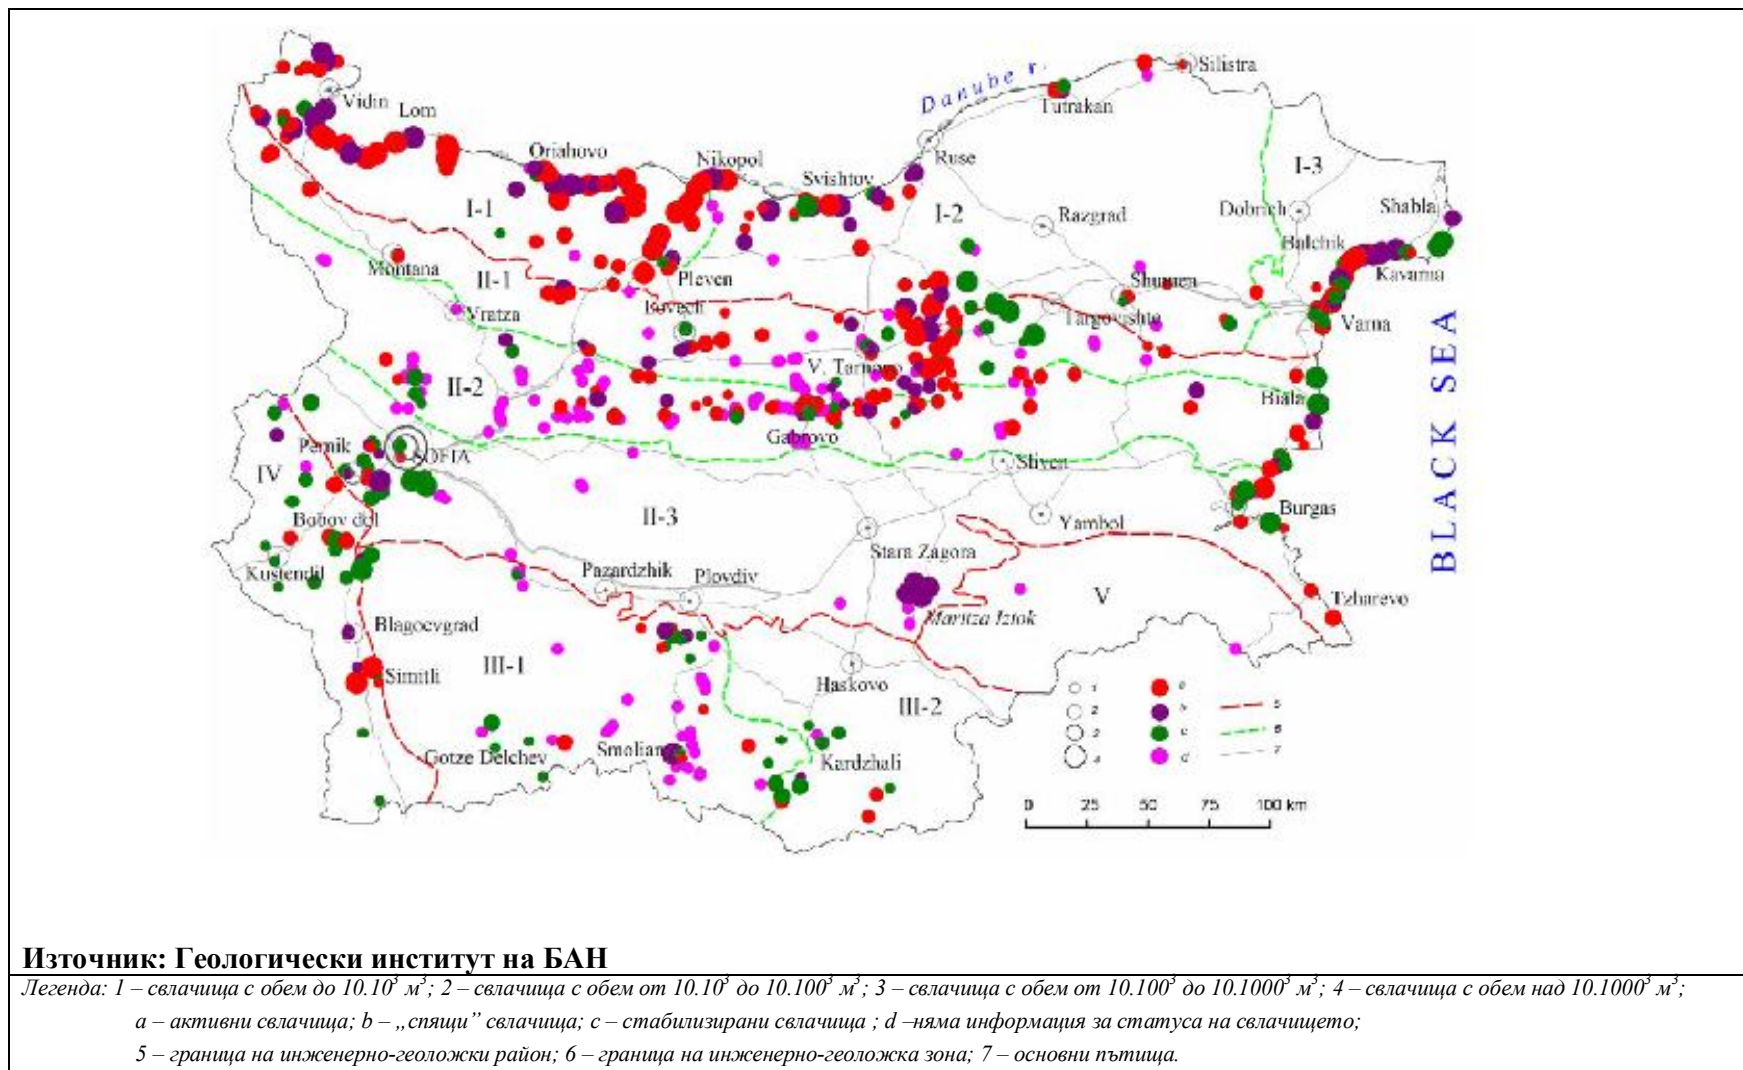 Danube r.
Silistra
Vidin
Lom
Tutrakan
Oriahovo
Nikopol
Svishtov
Ruse
I-3
I-1
I-2
Razgrad
Dobrich
Shabla
Balchik
Montana
II-1
Pleven
Shumen
Kavarna
Vratza
Lovech
Targovishte
Varna
BLACK SEA
II-2
V. Tarnovo
Biala
Gabrovo
Pernik
SOFIA
Sliven
IV
Bobov dol
II-3
Yambol
Burgas
Stara Zagora
Kustendil
Pazardzhik
Plovdiv
Maritza Iztok
V
Tzharevo
Blagoevgrad
III-1
Simitli
Haskovo
III-2
Gotze Delchev
Smolian
Kardzhali
1 a 5
2 b 6
3 c 7
4 d
0 25 50 75 100 km
Източник: Геологически институт на БАН
Легенда: 1 – свлачища с обем до 10.10³ м³; 2 – свлачища с обем от 10.10³ до 10.100³ м³; 3 – свлачища с обем от 10.100³ до 10.1000³ м³; 4 – свлачища с обем над 10.1000³ м³;
а – активни свлачища; b – „спящи” свлачища; c – стабилизирани свлачища ; d –няма информация за статуса на свлачището;
5 – граница на инженерно-геоложки район; 6 – граница на инженерно-геоложка зона; 7 – основни пътища.